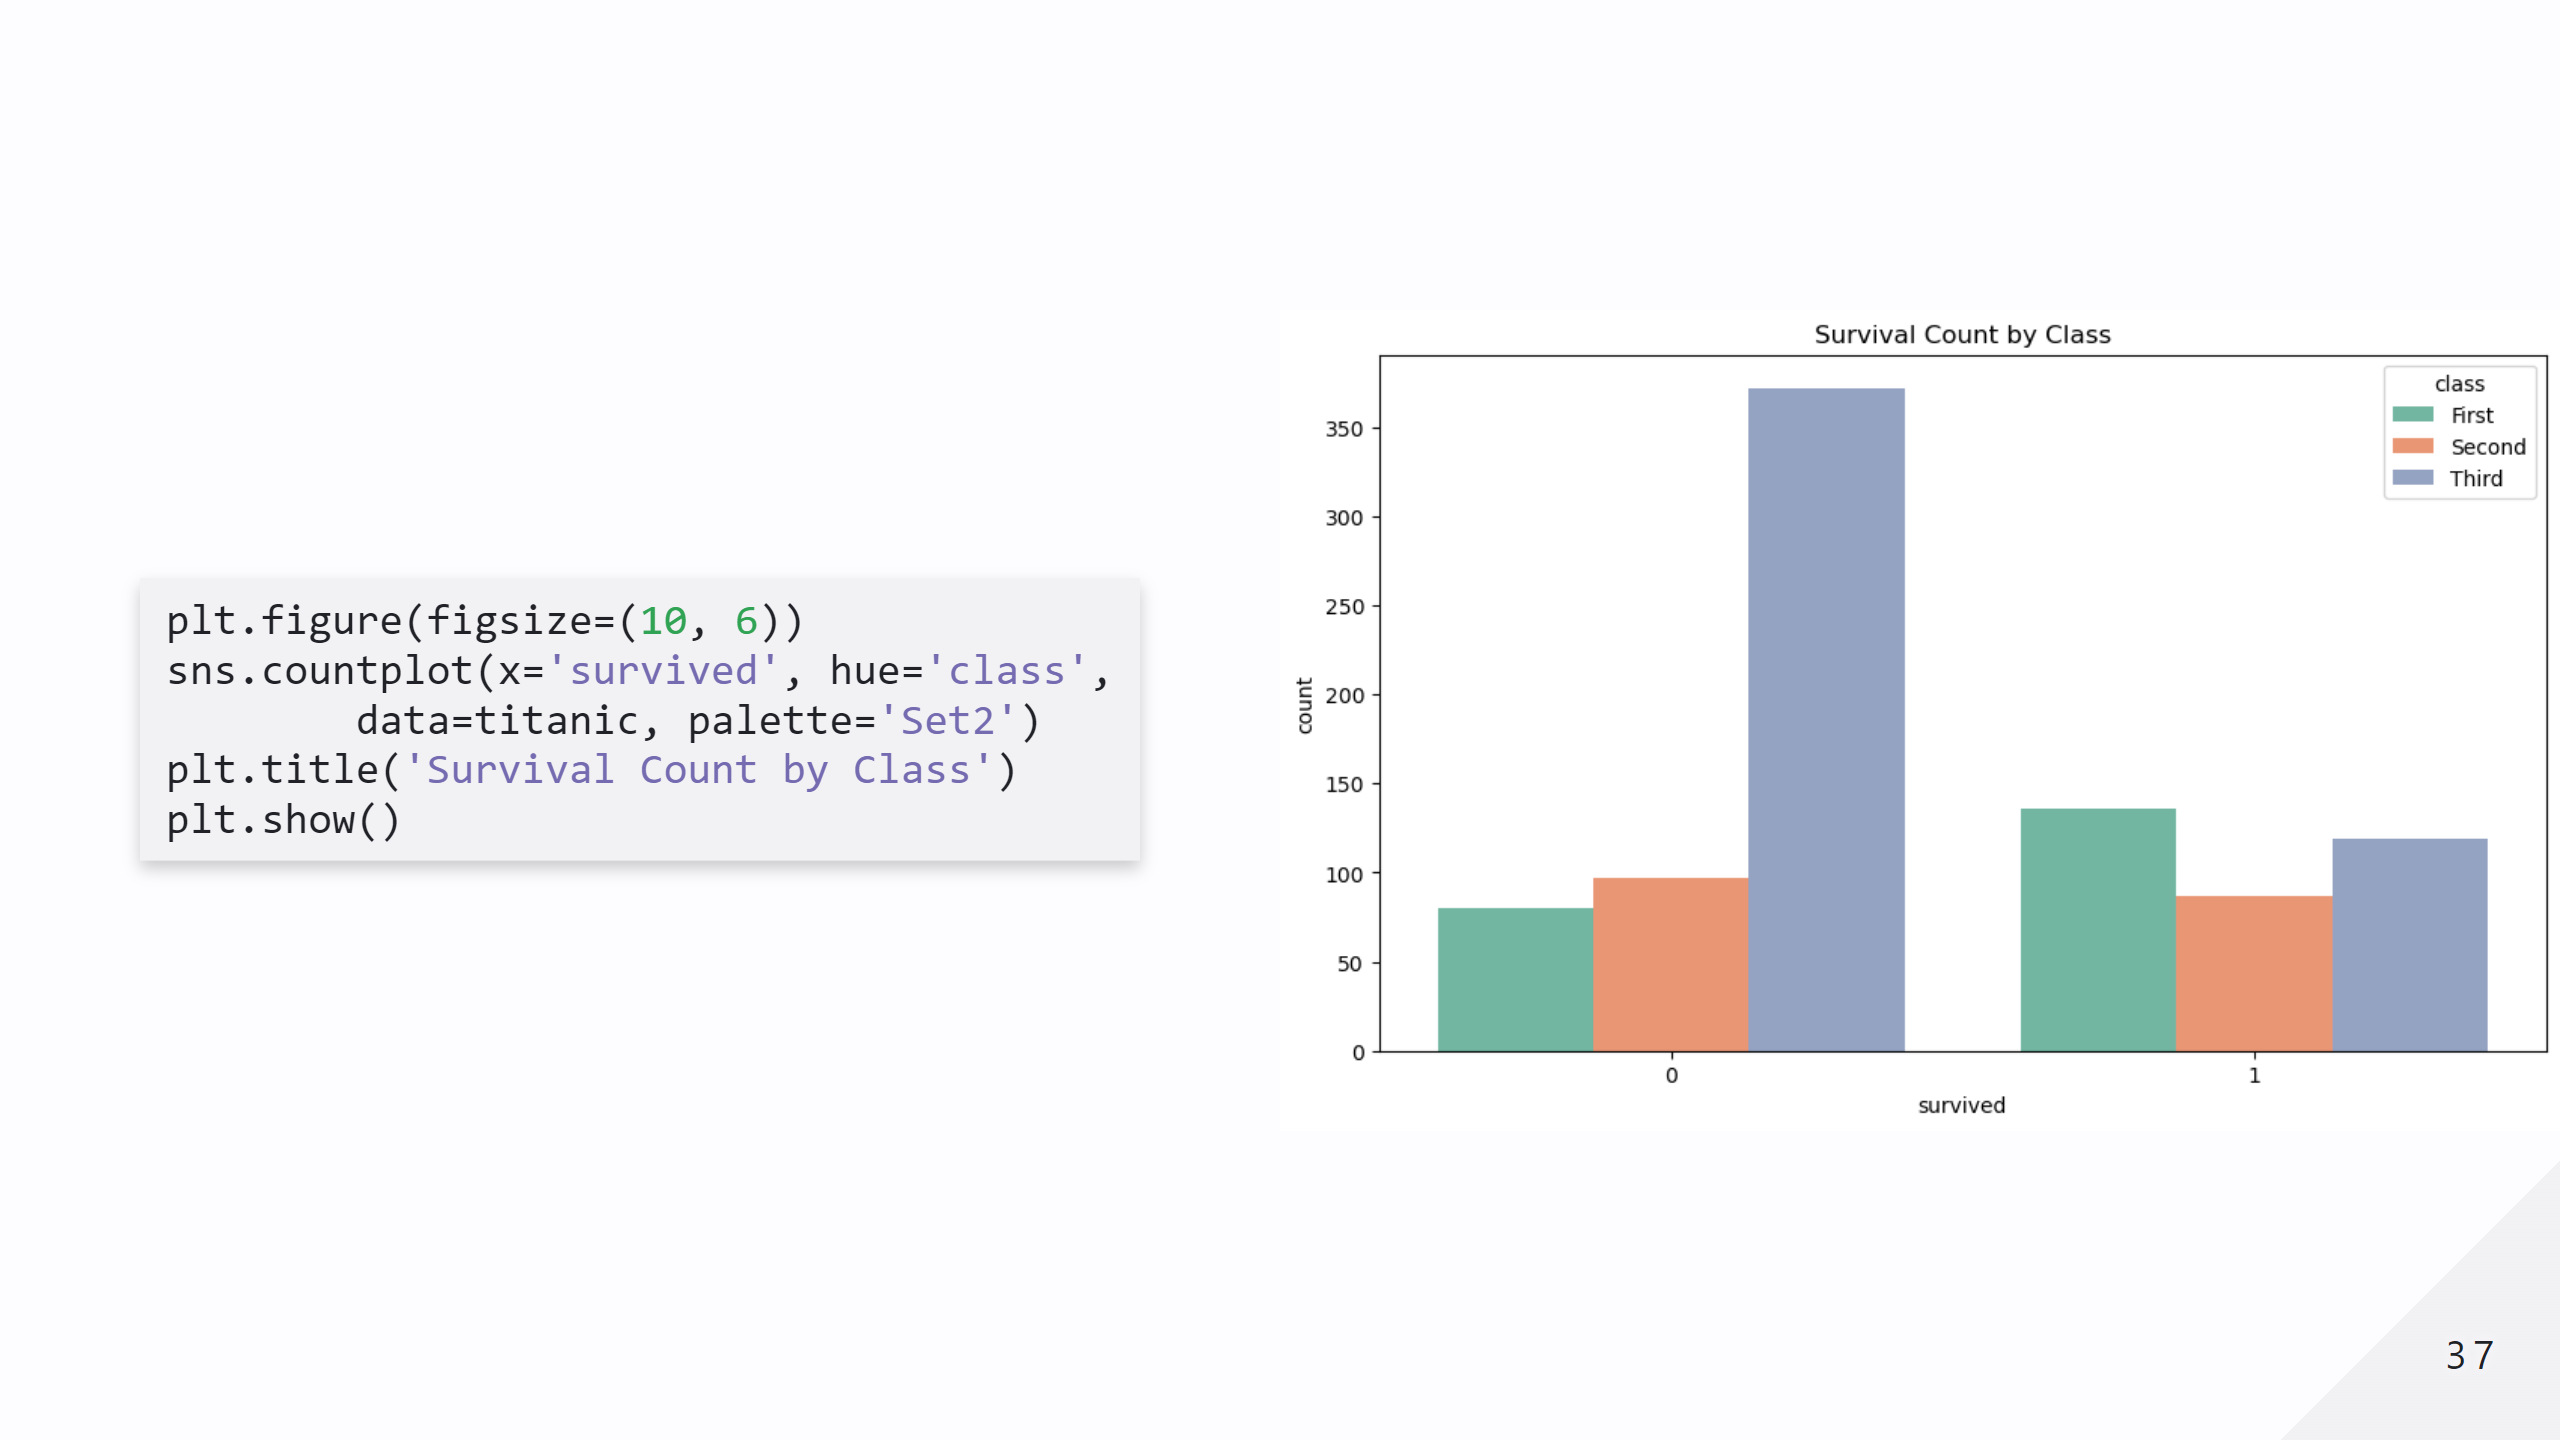 plt.figure(figsize=(10, 6))
sns.countplot(x='survived', hue='class',
        data=titanic, palette='Set2')
plt.title('Survival Count by Class')
plt.show()
Survival Count by Class
class
First
Second
Third
count
350
300
250
200
150
100
50
0
0 1
survived
37